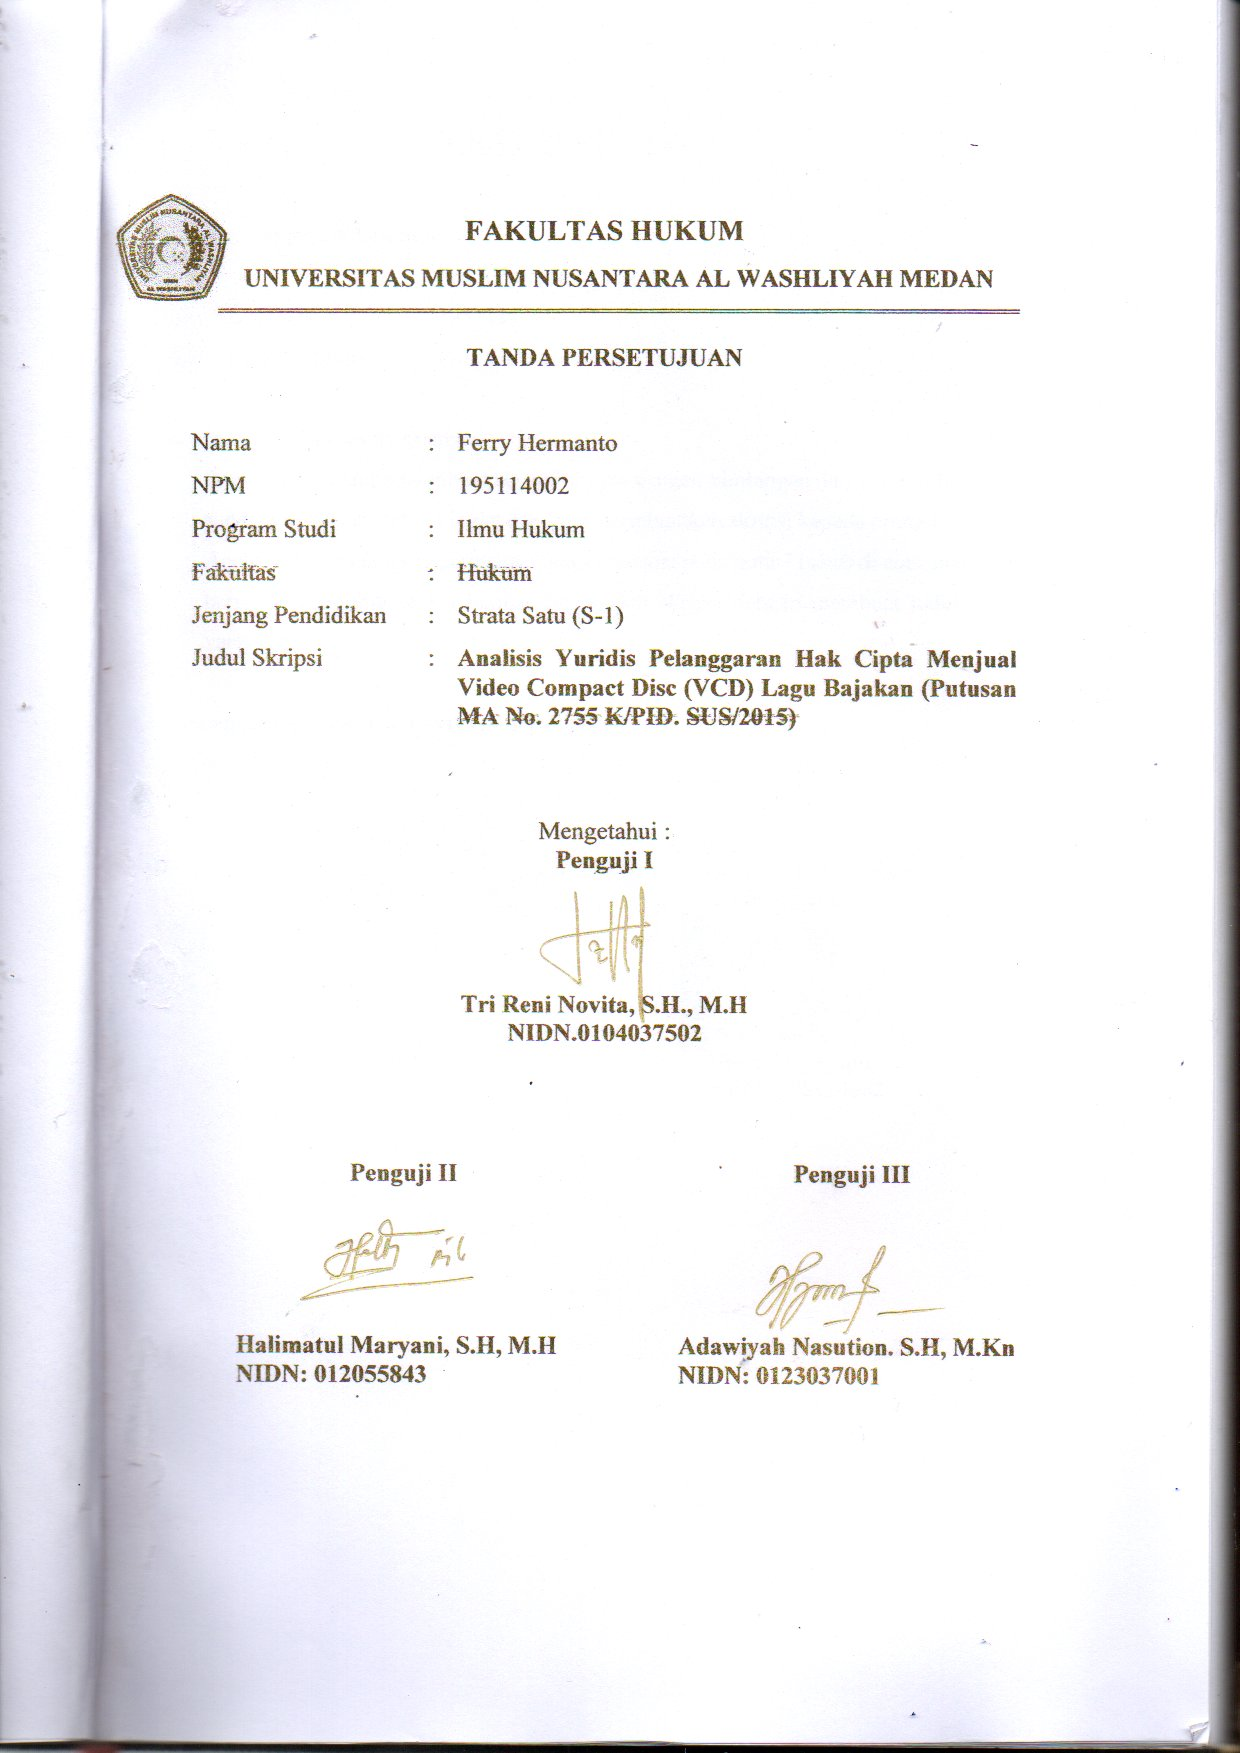 FAKULTAS HUKUM
UNIVERSITAS MUSLIM NUSANTARA AL WASHLIYAH MEDAN
TANDA PERSETUJUAN
Nama : Ferry Hermanto
NPM : 195114002
Program Studi : Ilmu Hukum
Fakultas : Hukum
Jenjang Pendidikan : Strata Satu (S-1)
Judul Skripsi : Analisis Yuridis Pelanggaran Hak Cipta Menjual
Video Compact Disc (VCD) Lagu Bajakan (Putusan
MA No. 2755 K/PID. SUS/2015)
Mengetahui :
Penguji I
Tri Reni Novita, S.H., M.H
NIDN.0104037502
Penguji II
Halimatul Maryani, S.H, M.H
NIDN: 012055843
Penguji III
Adawiyah Nasution. S.H, M.Kn
NIDN: 0123037001